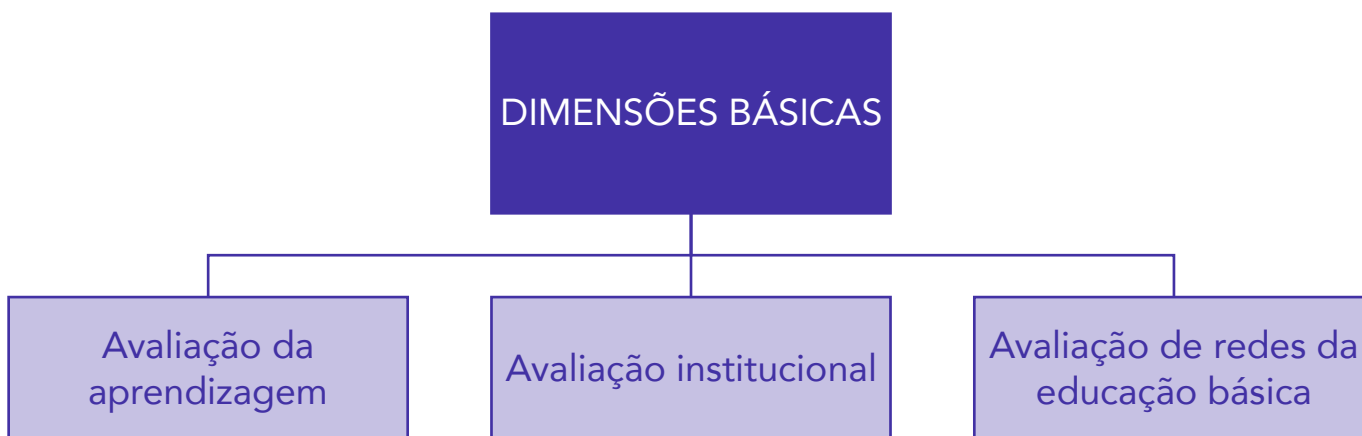 DIMENSÕES BÁSICAS
Avaliação da
aprendizagem
Avaliação institucional
Avaliação de redes da
educação básica